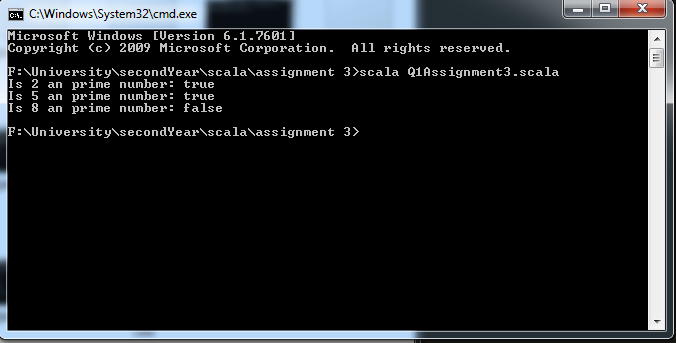 C:\Windows\System32\cmd.exe
Microsoft Windows [Version 6.1.7601]
Copyright (c) 2009 Microsoft Corporation.  All rights reserved.
F:\University\secondYear\scala\assignment 3>scala Q1Assignment3.scala
Is 2 an prime number: true
Is 5 an prime number: true
Is 8 an prime number: false
F:\University\secondYear\scala\assignment 3>